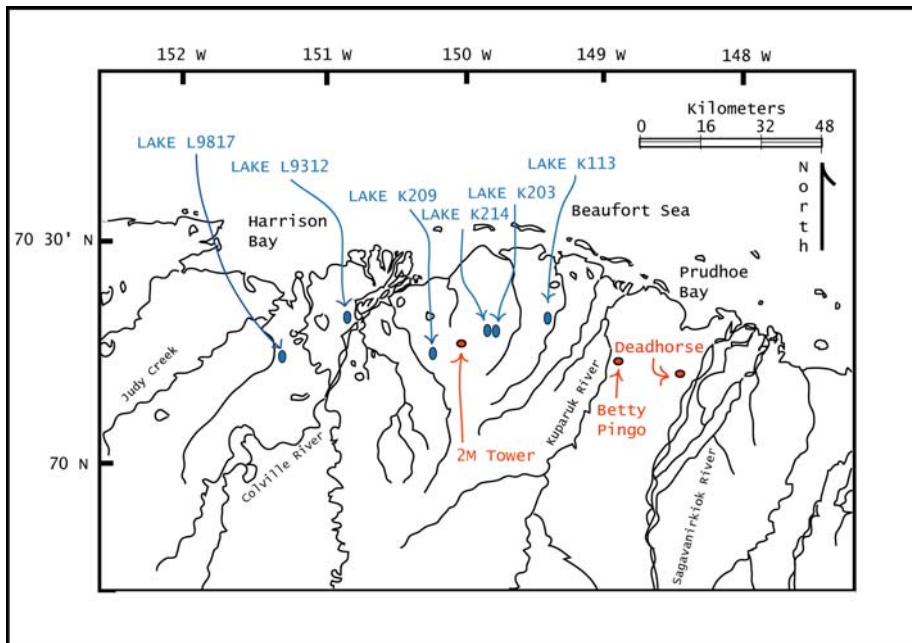 152 W 151 W 150 W 149 W 148 W
Kilometers
0 16 32 48
North
LAKE L9817
LAKE L9312
LAKE K209
LAKE K214
LAKE K203
LAKE K113
Harrison
Bay
Beaufort Sea
70 30' N
Prudhoe
Bay
Deadhorse
Judy Creek
Betty
Pingo
Kuparuk River
2M Tower
70 N
Colville River
Sagavanirkiok River